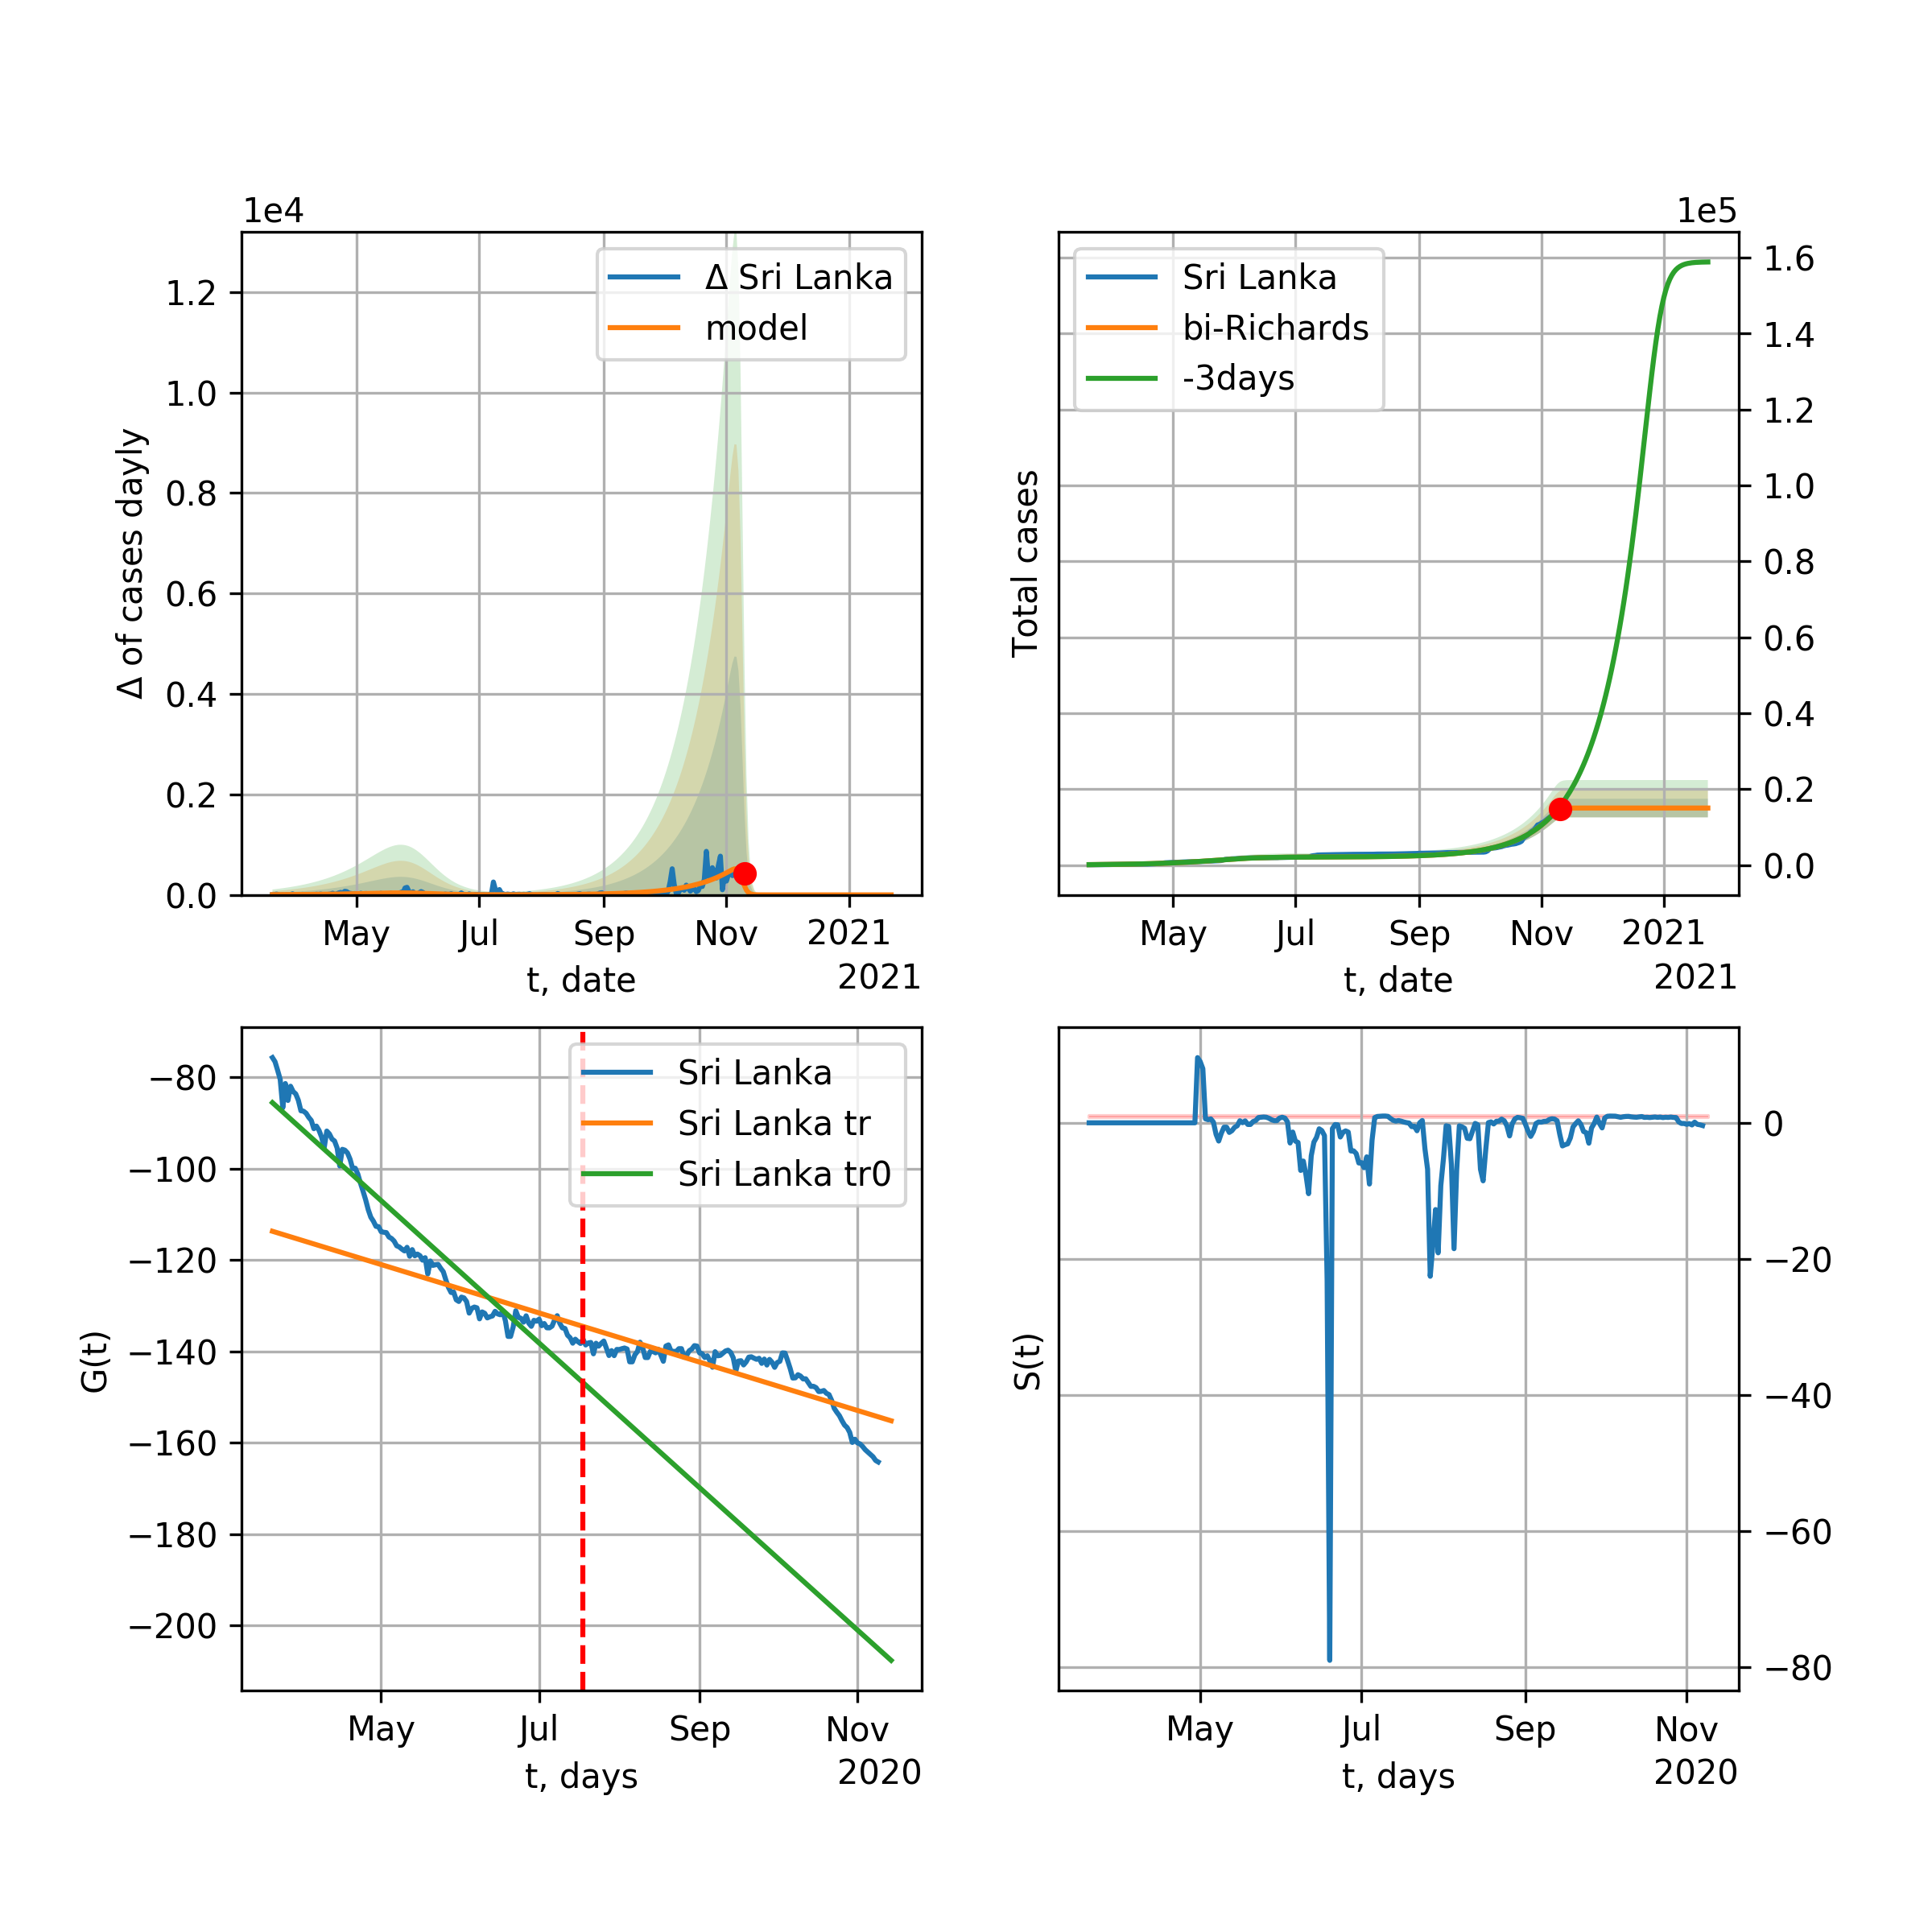 1e4
Δ of cases dayly
1.2
1.0
0.8
0.6
0.4
0.2
0.0
Δ Sri Lanka
model
May Jul Sep Nov 2021
t, date
2021
1e5
Total cases
Sri Lanka
bi-Richards
-3days
1.6
1.4
1.2
1.0
0.8
0.6
0.4
0.2
0.0
May Jul Sep Nov 2021
t, date
2021
G(t)
−80
−100
−120
−140
−160
−180
−200
Sri Lanka
Sri Lanka tr
Sri Lanka tr0
May Jul Sep Nov
t, days
2020
S(t)
0
−20
−40
−60
−80
May Jul Sep Nov
t, days
2020